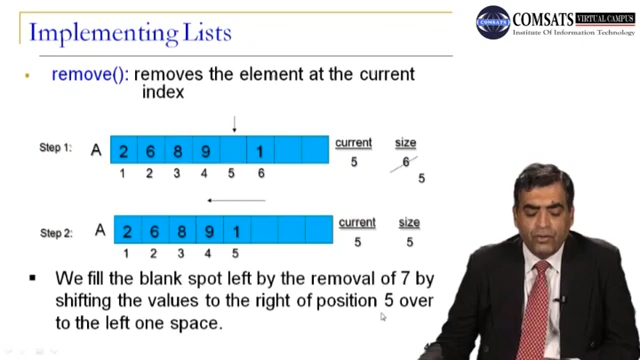 Implementing Lists
COMSATS VIRTUAL CAMPUS
Institute Of Information Technology
▪ remove(): removes the element at the current
index
Step 1: A 2 6 8 9 1 current size
5 6
1 2 3 4 5 6 5
Step 2: A 2 6 8 9 1 current size
5 5
1 2 3 4 5
▪ We fill the blank spot left by the removal of 7 by
shifting the values to the right of position 5 over
to the left one space.